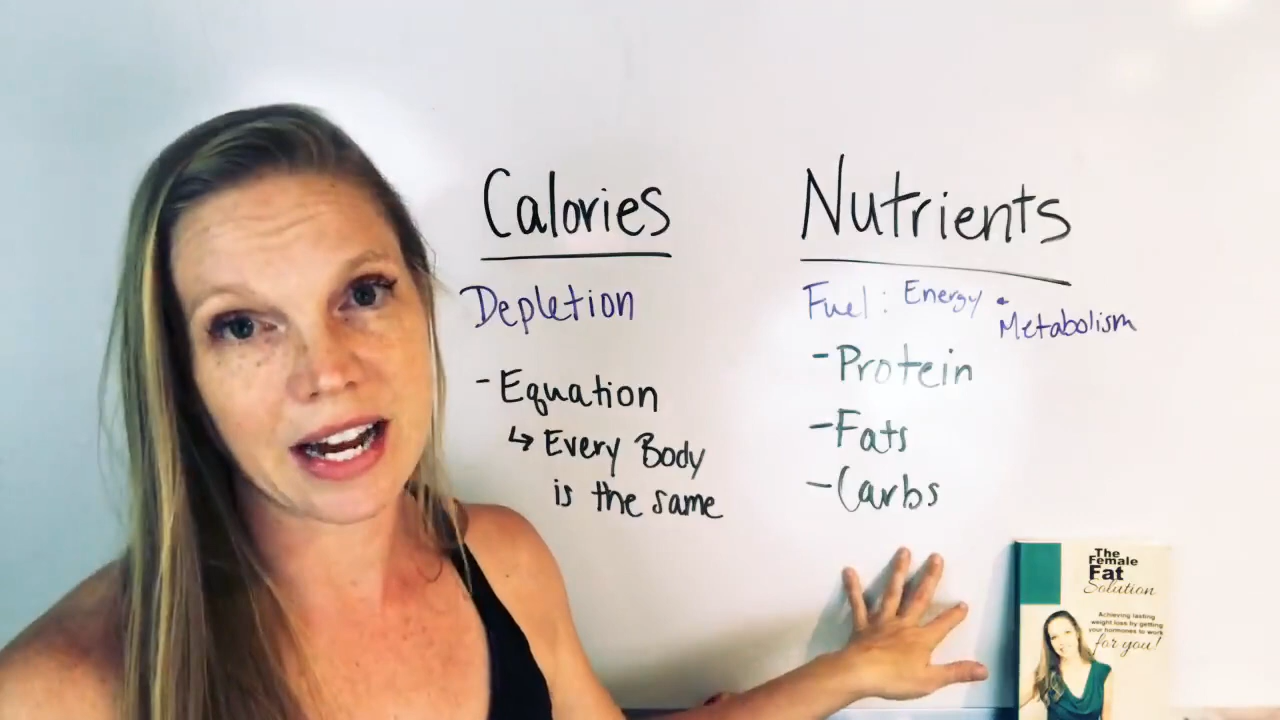 Calories
Depletion
- Equation
↳ Every Body
is the same
Nutrients
Fuel: Energy •
Metabolism
- Protein
- Fats
- Carbs
The
Female
Fat
Solution
Achieving lasting
weight loss by getting
your hormones to work
for you!